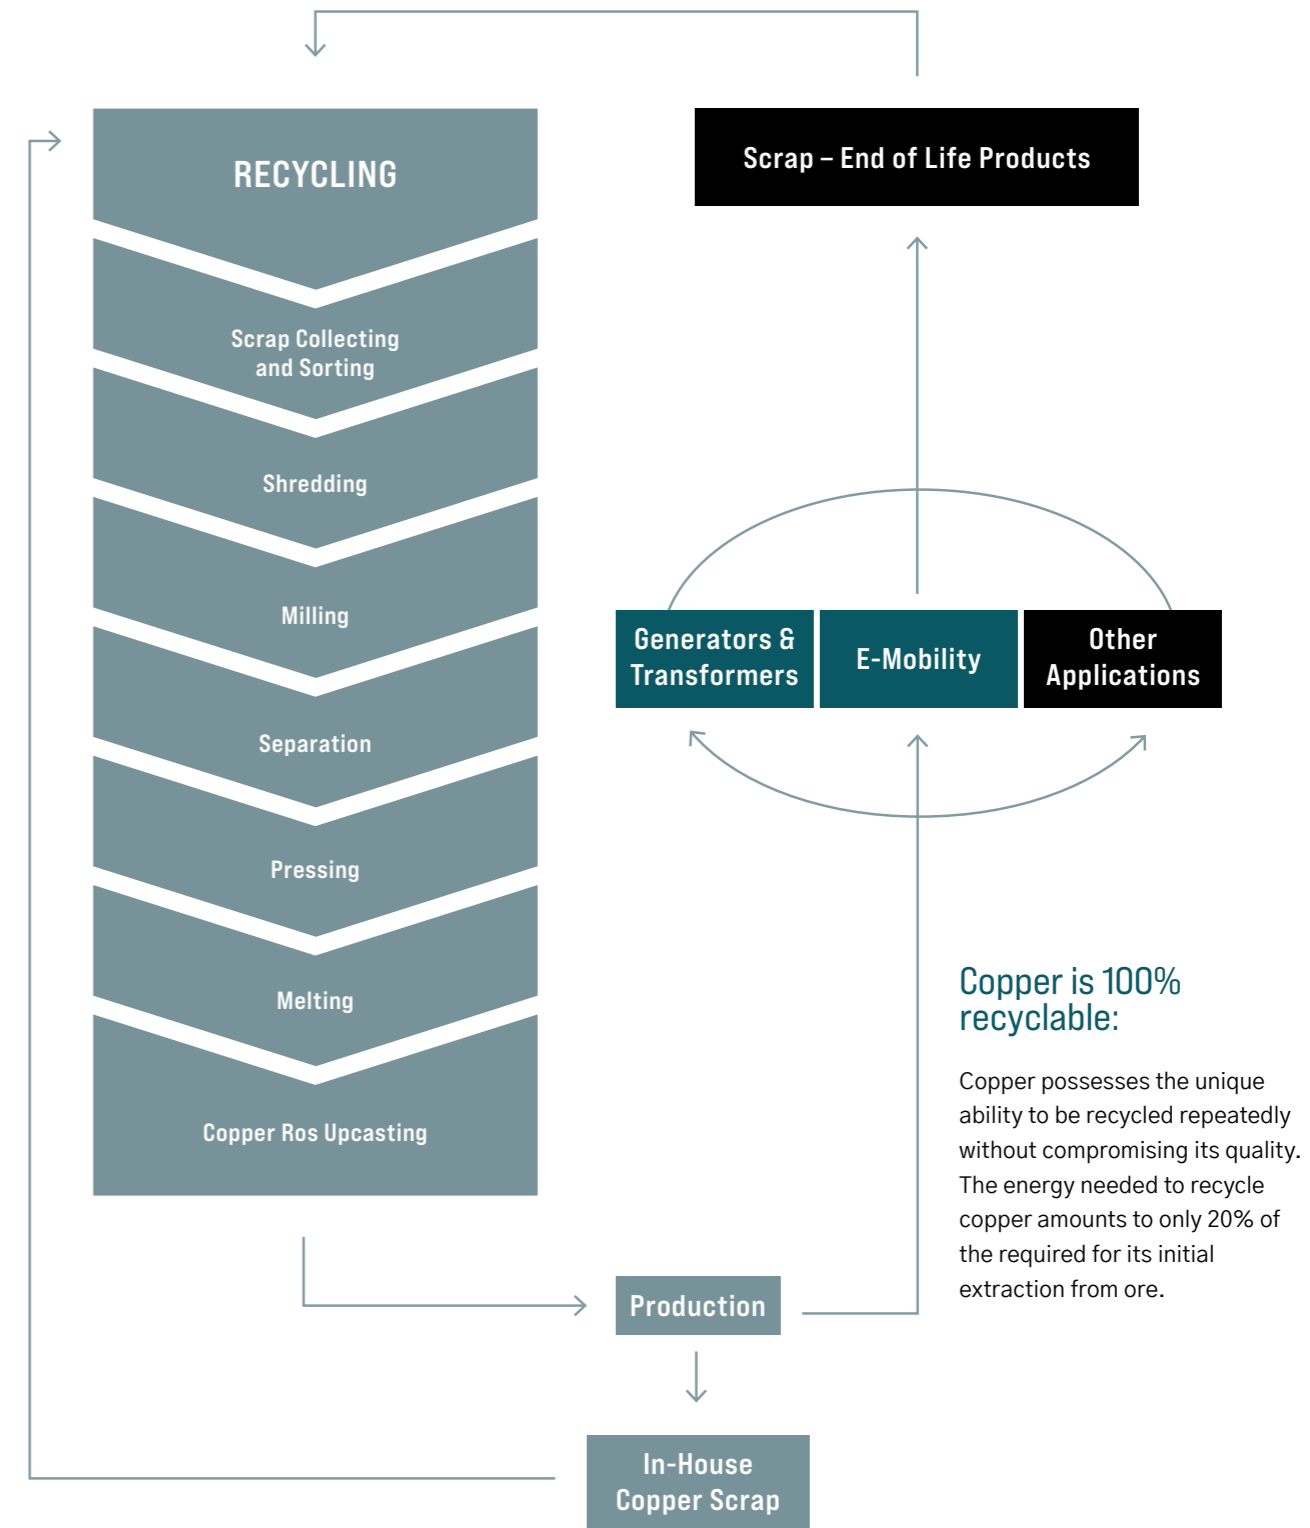 RECYCLING
Scrap Collecting
and Sorting
Shredding
Milling
Separation
Pressing
Melting
Copper Ros Upcasting
Scrap – End of Life Products
Generators &
Transformers
E-Mobility
Other
Applications
Copper is 100%
recyclable:
Copper possesses the unique
ability to be recycled repeatedly
without compromising its quality.
The energy needed to recycle
copper amounts to only 20% of
the required for its initial
extraction from ore.
Production
In-House
Copper Scrap